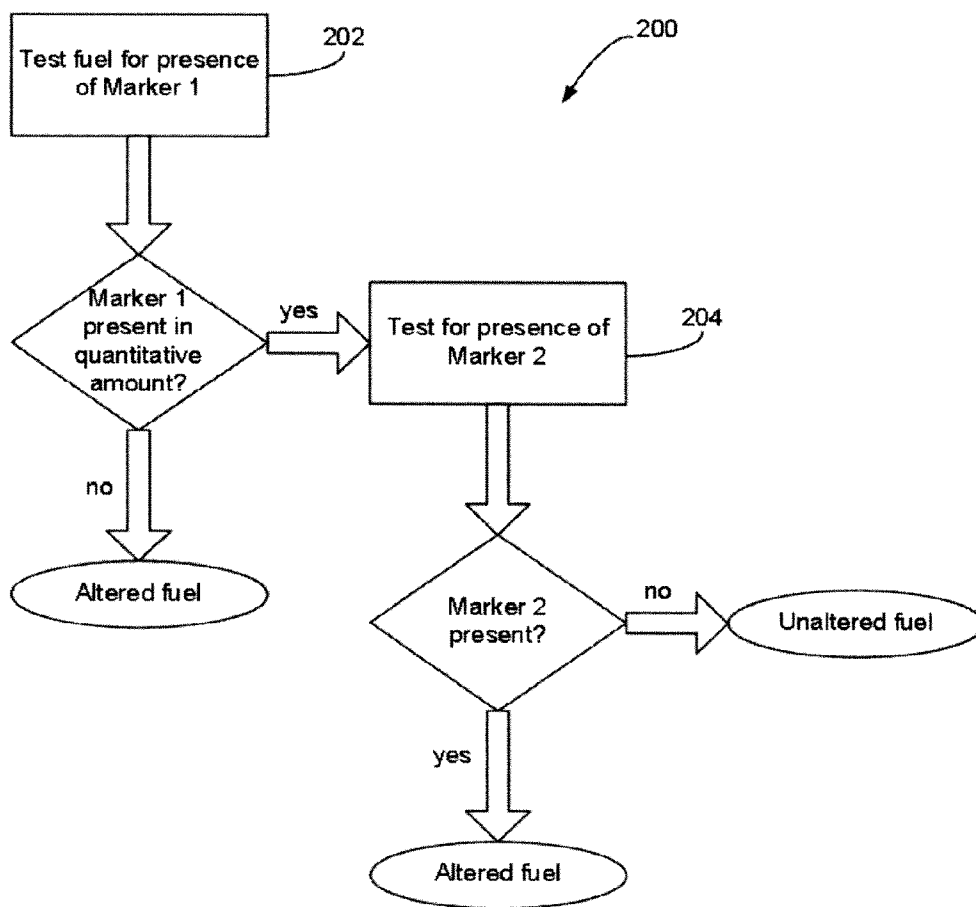 Test fuel for presence
of Marker 1
202
200
Marker 1
present in
quantitative
amount?
yes
Test for presence of
Marker 2
204
no
Altered fuel
Marker 2
present?
no
Unaltered fuel
yes
Altered fuel